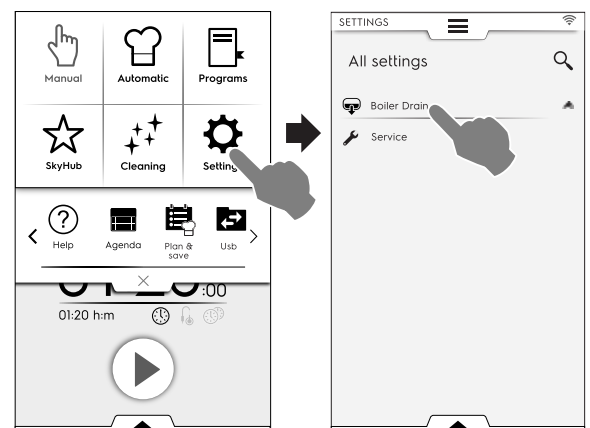 Manual
Automatic
Programs
SkyHub
Cleaning
Setting
Help
Agenda
Plan &
save
Usb
:00
01:20 h:m
SETTINGS
All settings
Boiler Drain
Service